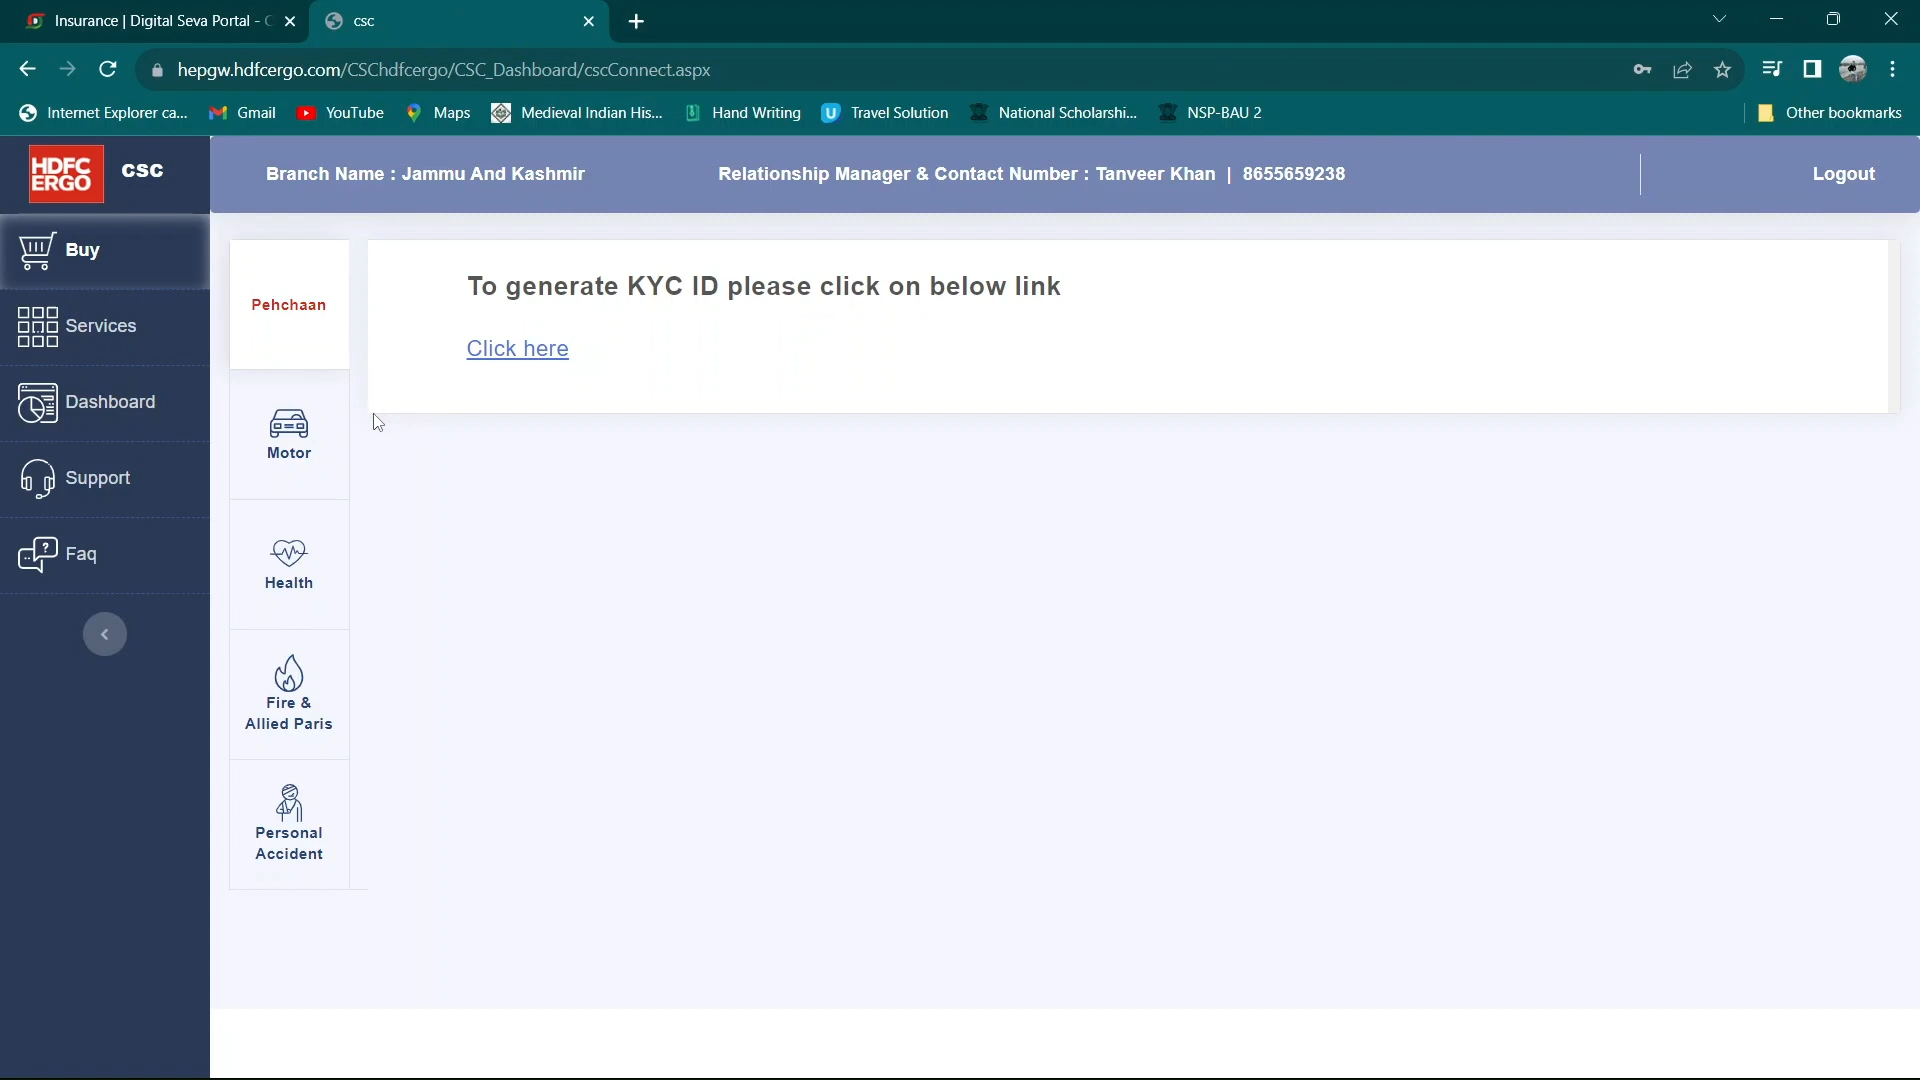 Insurance | Digital Seva Portal - C
csc
hepgw.hdfcergo.com/CSChdfcergo/CSC_Dashboard/cscConnect.aspx
Internet Explorer ca...
Gmail
YouTube
Maps
Medieval Indian His...
Hand Writing
Travel Solution
National Scholarshi...
NSP-BAU 2
Other bookmarks
HDFC
ERGO
csc
Branch Name : Jammu And Kashmir
Relationship Manager & Contact Number : Tanveer Khan | 8655659238
Logout
Buy
Services
Dashboard
Support
Faq
Pehchaan
Motor
Health
Fire &
Allied Paris
Personal
Accident
To generate KYC ID please click on below link
Click here